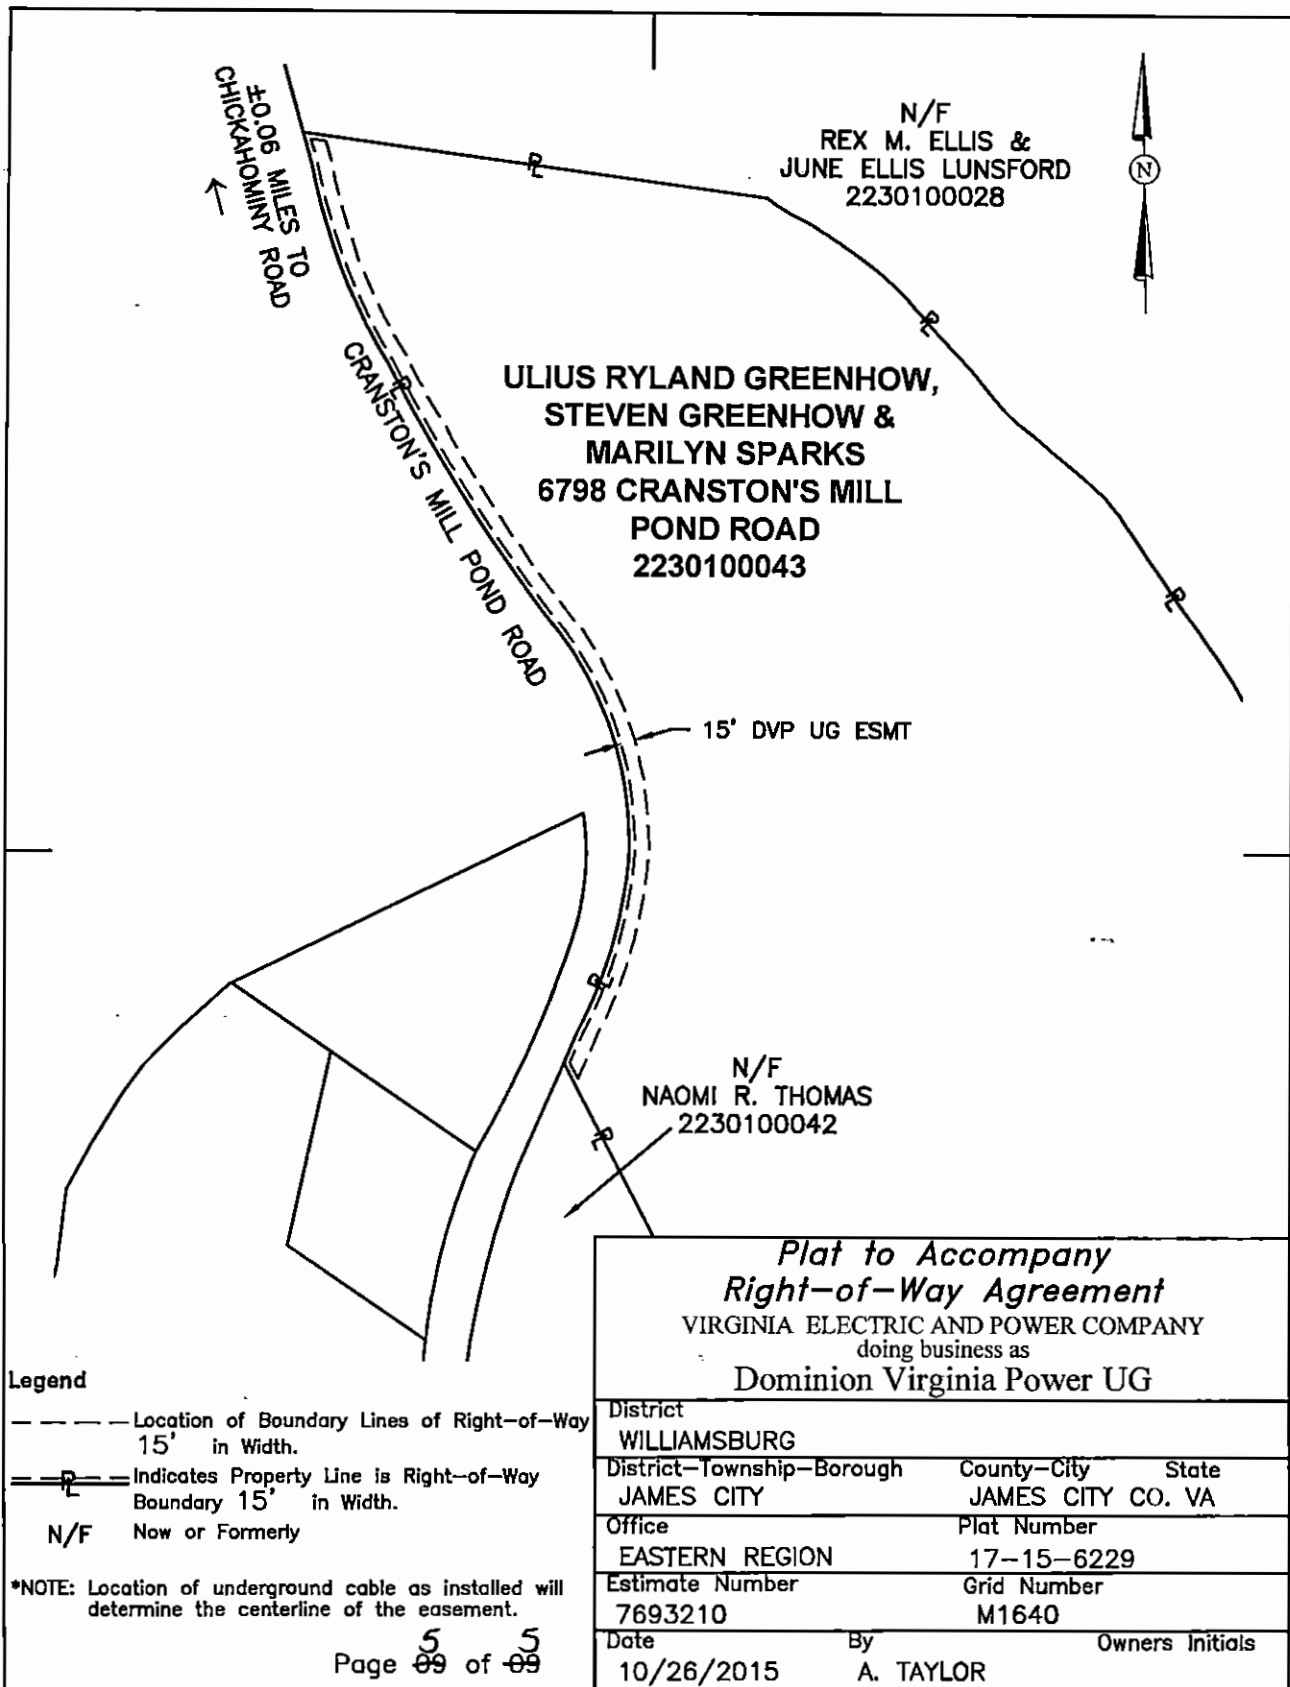 ±0.06 MILES TO
CHICKAHOMINY ROAD
N/F
REX M. ELLIS &
JUNE ELLIS LUNSFORD
2230100028
N
PL
PL
PL
PL
CRANSTON'S MILL POND ROAD
ULIUS RYLAND GREENHOW,
STEVEN GREENHOW &
MARILYN SPARKS
6798 CRANSTON'S MILL
POND ROAD
2230100043
15' DVP UG ESMT
PL
N/F
NAOMI R. THOMAS
2230100042
PL
Plat to Accompany
Right-of-Way Agreement
VIRGINIA ELECTRIC AND POWER COMPANY
doing business as
Dominion Virginia Power UG
District
WILLIAMSBURG
District-Township-Borough County-City State
JAMES CITY JAMES CITY CO. VA
Office Plat Number
EASTERN REGION 17-15-6229
Estimate Number Grid Number
7693210 M1640
Date By Owners Initials
10/26/2015 A. TAYLOR
Legend
Location of Boundary Lines of Right-of-Way
15' in Width.
PL Indicates Property Line is Right-of-Way
Boundary 15' in Width.
N/F Now or Formerly
*NOTE: Location of underground cable as installed will
determine the centerline of the easement.
5 5
Page 09 of 09